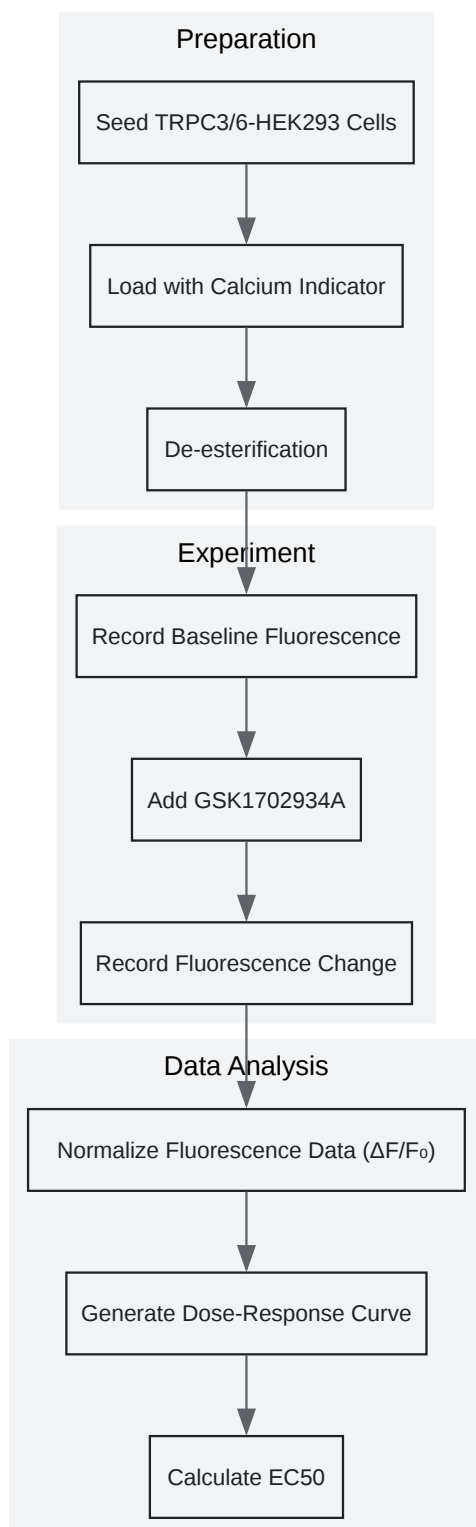 Preparation
Seed TRPC3/6-HEK293 Cells
Load with Calcium Indicator
De-esterification
Experiment
Record Baseline Fluorescence
Add GSK1702934A
Record Fluorescence Change
Data Analysis
Normalize Fluorescence Data (ΔF/F₀)
Generate Dose-Response Curve
Calculate EC50